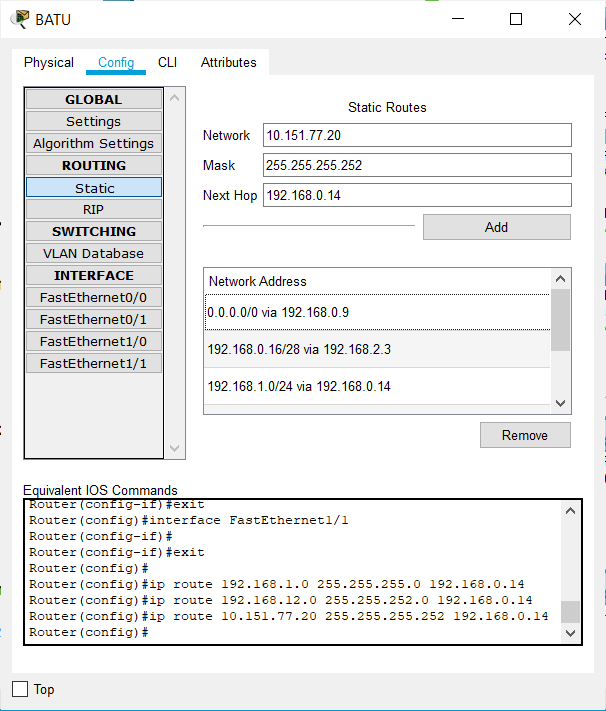 BATU
Physical Config CLI Attributes
GLOBAL
Settings
Algorithm Settings
ROUTING
Static
RIP
SWITCHING
VLAN Database
INTERFACE
FastEthernet0/0
FastEthernet0/1
FastEthernet1/0
FastEthernet1/1
Static Routes
Network 10.151.77.20
Mask 255.255.255.252
Next Hop 192.168.0.14
Add
Network Address
0.0.0.0/0 via 192.168.0.9
192.168.0.16/28 via 192.168.2.3
192.168.1.0/24 via 192.168.0.14
Remove
Equivalent IOS Commands
Router(config-if)#exit
Router(config)#interface FastEthernet1/1
Router(config-if)#
Router(config-if)#exit
Router(config)#
Router(config)#ip route 192.168.1.0 255.255.255.0 192.168.0.14
Router(config)#ip route 192.168.12.0 255.255.252.0 192.168.0.14
Router(config)#ip route 10.151.77.20 255.255.255.252 192.168.0.14
Router(config)#
Top